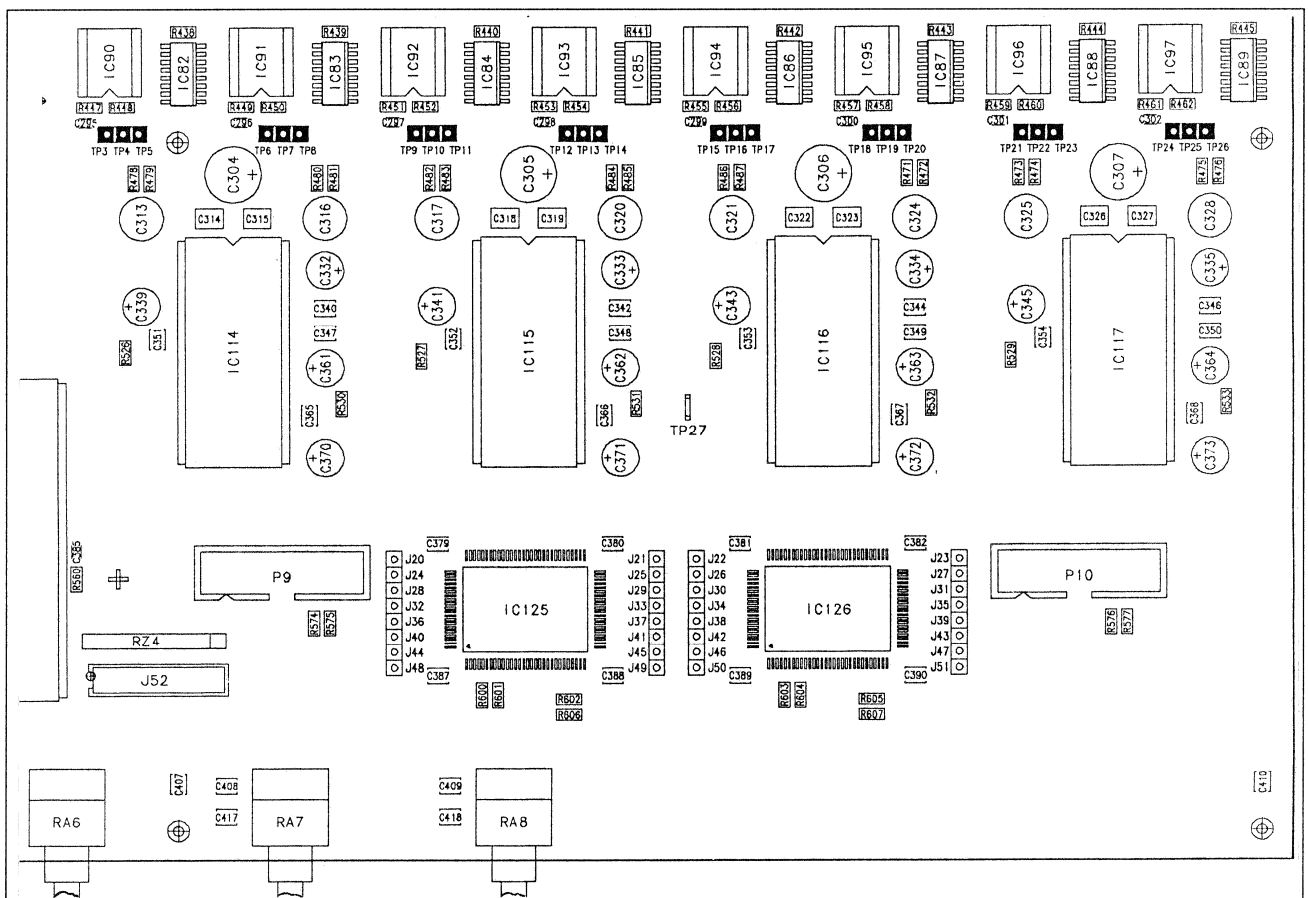 R438 R439 R440 R441 R442 R443 R444 R445
IC90 IC82 IC91 IC83 IC92 IC84 IC93 IC85 IC94 IC86 IC95 IC87 IC96 IC88 IC97 IC89
R447 R448 R449 R450 R451 R452 R453 R454 R455 R456 R457 R458 R459 R460 R461 R462
C295 C296 C297 C298 C299 C300 C301 C302
TP3 TP4 TP5 TP6 TP7 TP8 TP9 TP10 TP11 TP12 TP13 TP14 TP15 TP16 TP17 TP18 TP19 TP20 TP21 TP22 TP23 TP24 TP25 TP26
R478 R479 C304 + R480 R481 R482 R483 C305 + R484 R485 R486 R487 C306 + R471 R472 R473 R474 C307 + R475 R476
C313 C314 C315 C316 C317 C318 C319 C320 C321 C322 C323 C324 C325 C326 C327 C328
C332 + C333 + C334 + C335 +
+ C339 C340 + C341 C342 + C343 C344 + C345 C346
R526 C351 IC114 C347 R527 C352 IC115 C348 R528 C353 IC116 C349 R529 C354 IC117 C350
+ C361 + C362 + C363 + C364
C365 R530 C366 R531 TP27 C367 R532 C368 R533
+ C370 + C371 + C372 + C373
C385 C379 C380 C381 C382
R560 P9 J20 J21 J22 J23 P10
J24 J25 J26 J27
J28 J29 J30 J31
R574 R575 J32 IC125 J33 J34 IC126 J35 R576 R577
J36 J37 J38 J39
RZ4 J40 J41 J42 J43
J44 J45 J46 J47
J52 J48 J49 J50 J51
C387 C388 C389 C390
R600 R601 R602 R603 R604 R605
R606 R607
C407 C408 C409 C410
RA6 C417 RA7 C418 RA8